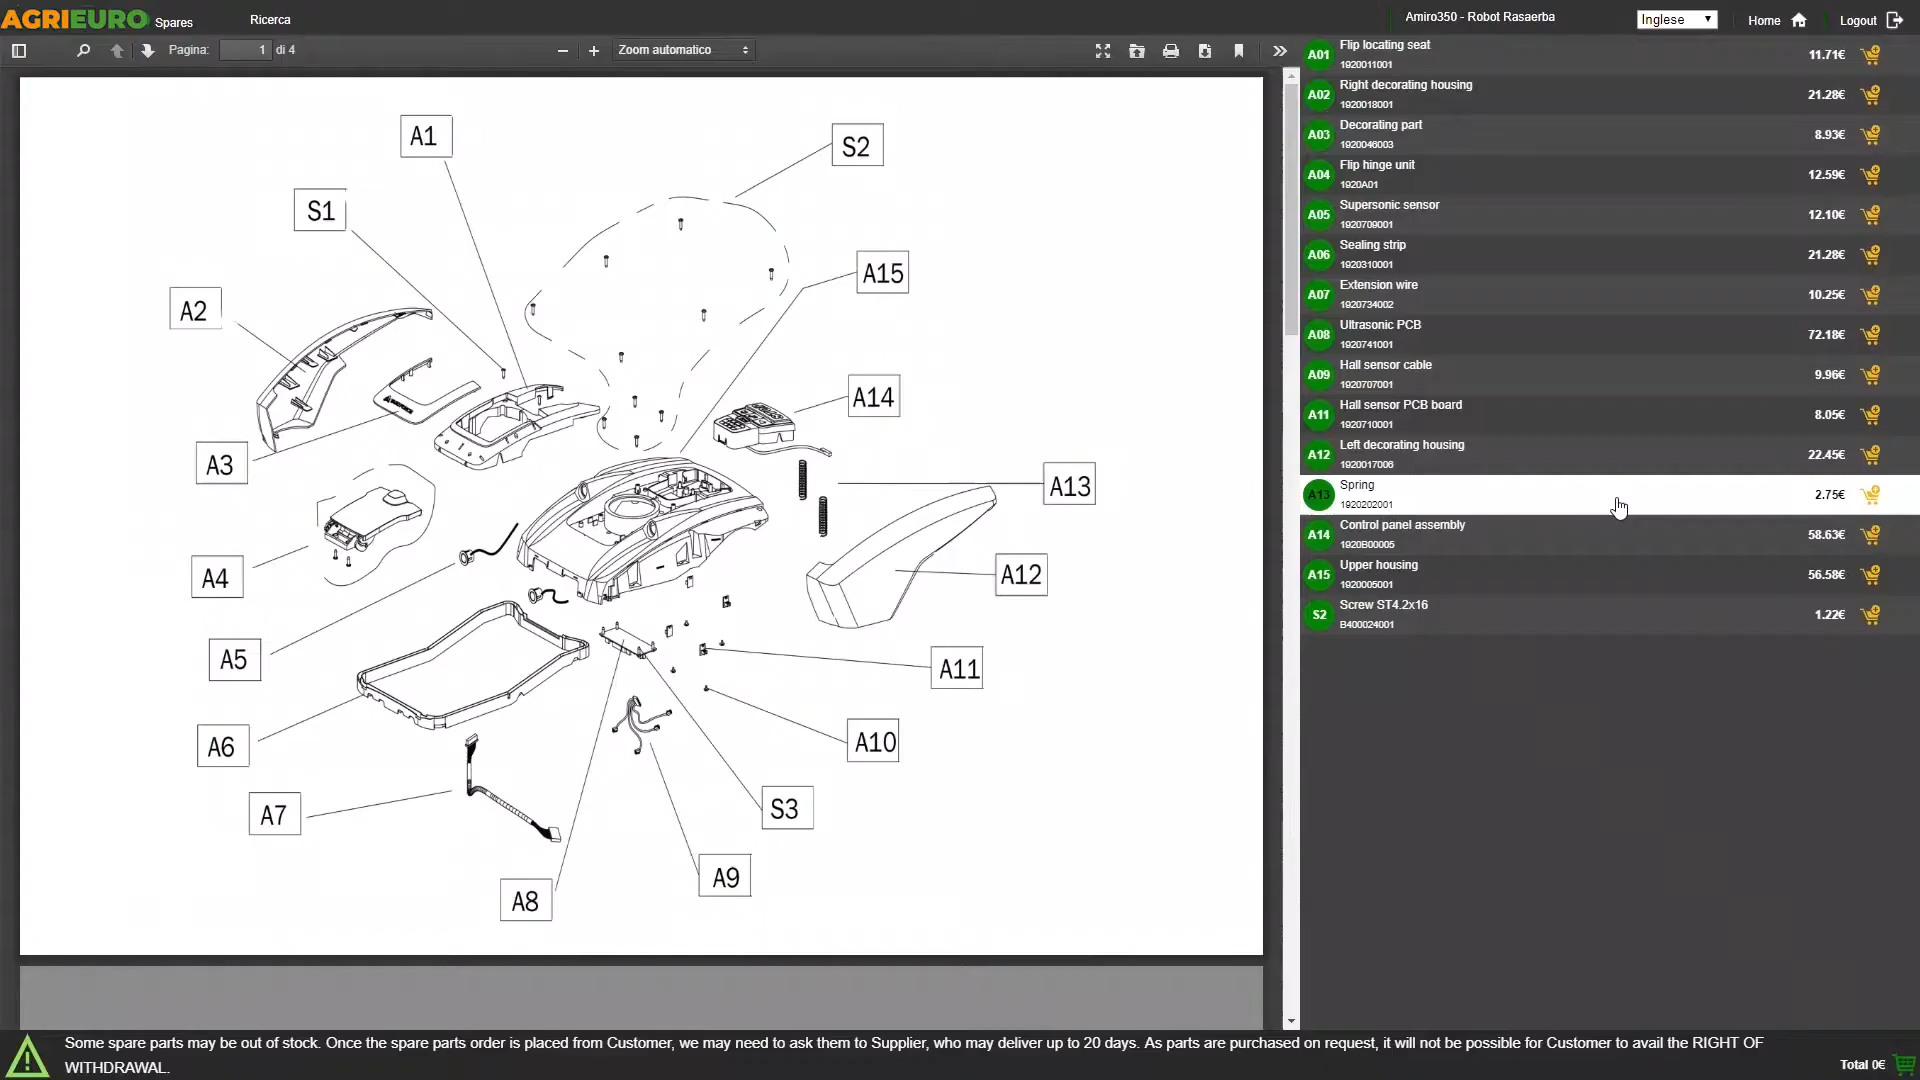 AGRIEURO Spares
Ricerca
Amiro350 - Robot Rasaerba
Inglese
Home
Logout
Pagina: 1 di 4
Zoom automatico
A1
S2
S1
A15
A2
A14
A3
A13
A4
A12
A5
A11
A6
A10
A7
S3
A9
A8
A01 Flip locating seat 11.71€
1920011001
A02 Right decorating housing 21.28€
1920018001
A03 Decorating part 8.93€
1920046003
A04 Flip hinge unit 12.59€
1920A01
A05 Supersonic sensor 12.10€
1920709001
A06 Sealing strip 21.28€
1920310001
A07 Extension wire 10.25€
1920734002
A08 Ultrasonic PCB 72.18€
1920741001
A09 Hall sensor cable 9.96€
1920707001
A11 Hall sensor PCB board 8.05€
1920710001
A12 Left decorating housing 22.45€
1920017006
A13 Spring 2.75€
1920202001
A14 Control panel assembly 58.63€
1920B00005
A15 Upper housing 56.58€
1920005001
S2 Screw ST4.2x16 1.22€
B400024001
Some spare parts may be out of stock. Once the spare parts order is placed from Customer, we may need to ask them to Supplier, who may deliver up to 20 days. As parts are purchased on request, it will not be possible for Customer to avail the RIGHT OF
WITHDRAWAL.
Total 0€